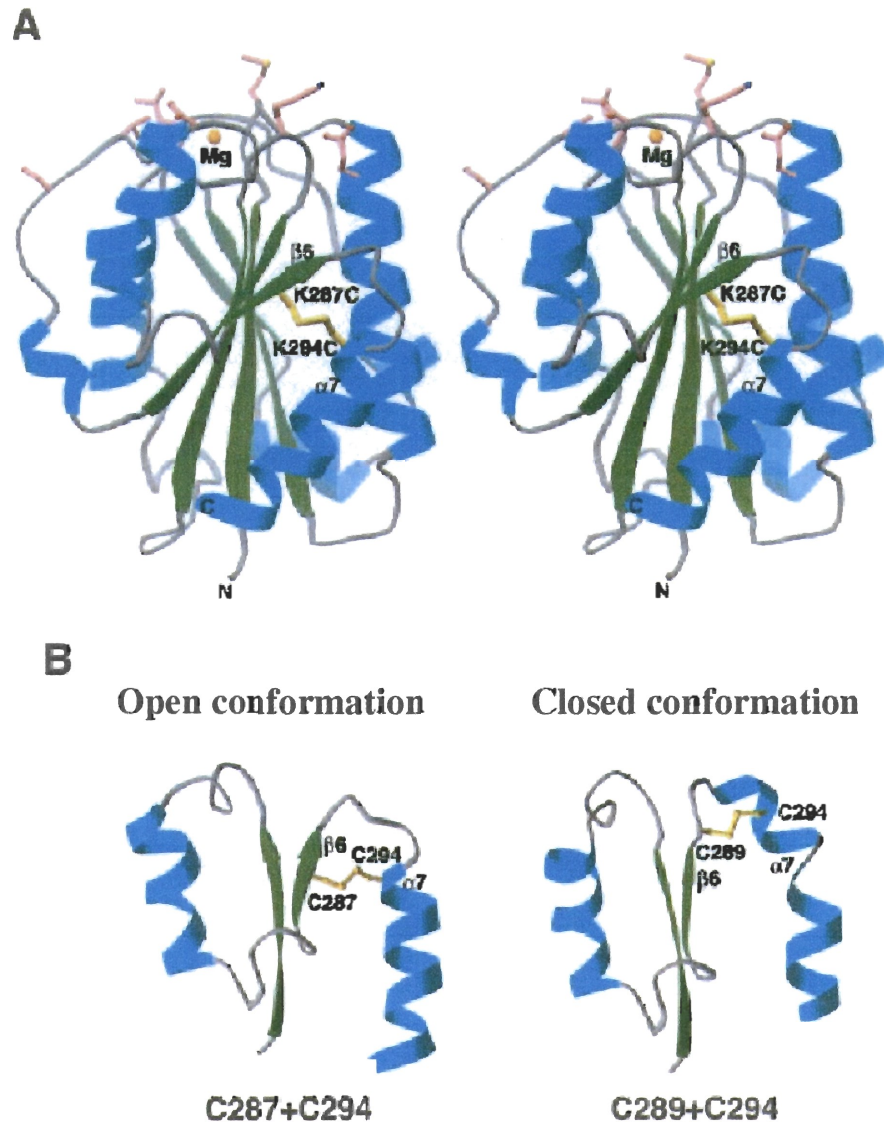 A
Mg
Mg
β6
β6
K287C
K287C
K294C
K294C
α7
α7
C
C
N
N
B
Open conformation
Closed conformation
β6
C294
α7
C287
C294
C289
α7
β6
C287+C294
C289+C294